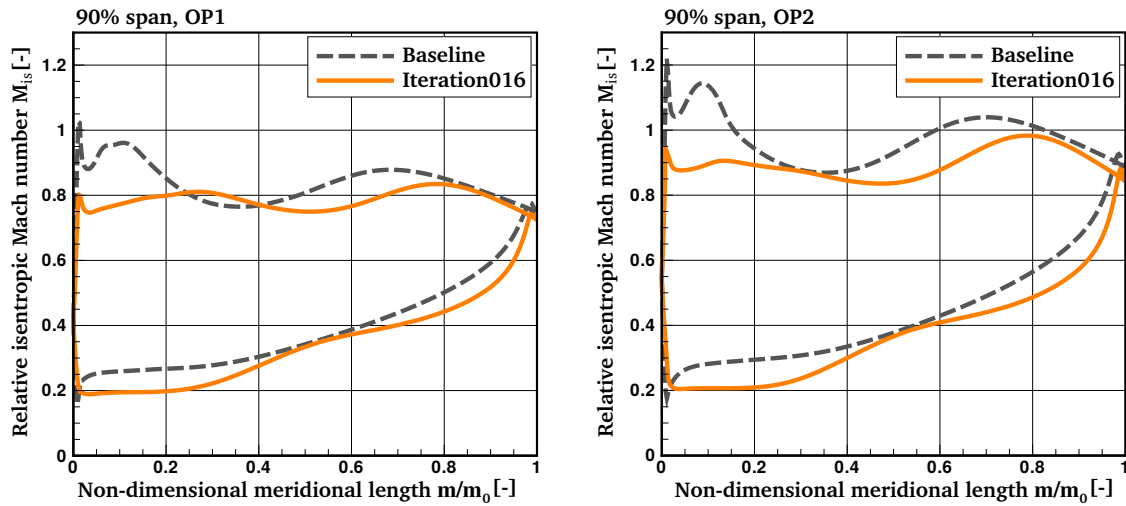 90% span, OP1
Relative isentropic Mach number M_is [-]
1.2
1
0.8
0.6
0.4
0.2
0
Baseline
Iteration016
0 0.2 0.4 0.6 0.8 1
Non-dimensional meridional length m/m_0 [-]
90% span, OP2
Relative isentropic Mach number M_is [-]
1.2
1
0.8
0.6
0.4
0.2
0
Baseline
Iteration016
0 0.2 0.4 0.6 0.8 1
Non-dimensional meridional length m/m_0 [-]